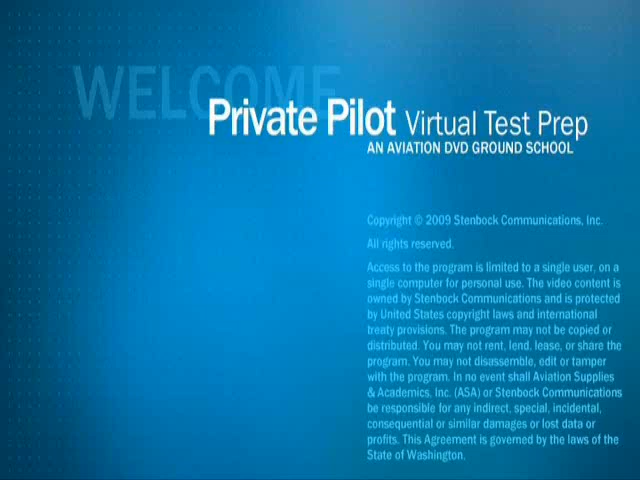 WELCOME
Private Pilot Virtual Test Prep
AN AVIATION DVD GROUND SCHOOL
Copyright © 2009 Stenbock Communications, Inc.
All rights reserved.
Access to the program is limited to a single user, on a
single computer for personal use. The video content is
owned by Stenbock Communications and is protected
by United States copyright laws and international
treaty provisions. The program may not be copied or
distributed. You may not rent, lend, lease, or share the
program. You may not disassemble, edit or tamper
with the program. In no event shall Aviation Supplies
& Academics, Inc. (ASA) or Stenbock Communications
be responsible for any indirect, special, incidental,
consequential or similar damages or lost data or
profits. This Agreement is governed by the laws of the
State of Washington.